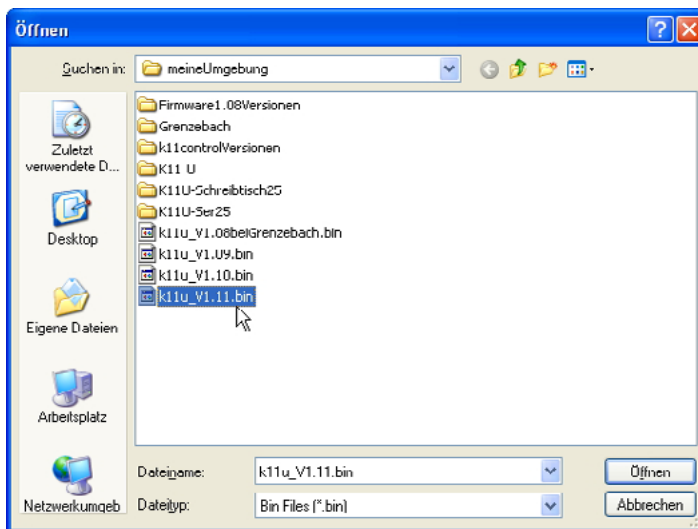 Öffnen
Suchen in:
meineUmgebung
Zuletzt
verwendete D...
Desktop
Eigene Dateien
Arbeitsplatz
Netzwerkumgeb
Firmware1.08Versionen
Grenzebach
k11controlVersionen
K11 U
K11U-Schreibtisch25
K11U-Ser25
k11u_V1.08beiGrenzebach.bin
k11u_V1.09.bin
k11u_V1.10.bin
k11u_V1.11.bin
Dateiname:
k11u_V1.11.bin
Öffnen
Dateityp:
Bin Files (*.bin)
Abbrechen